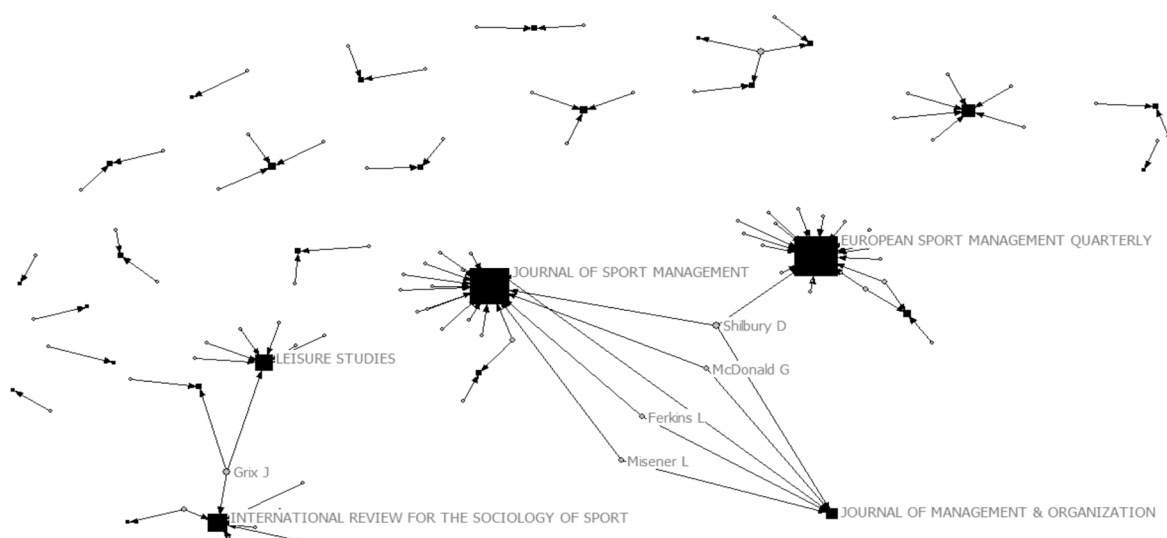 EUROPEAN SPORT MANAGEMENT QUARTERLY
JOURNAL OF SPORT MANAGEMENT
Shilbury D
LEISURE STUDIES
McDonald G
Ferkins L
Misener L
Grix J
JOURNAL OF MANAGEMENT & ORGANIZATION
INTERNATIONAL REVIEW FOR THE SOCIOLOGY OF SPORT